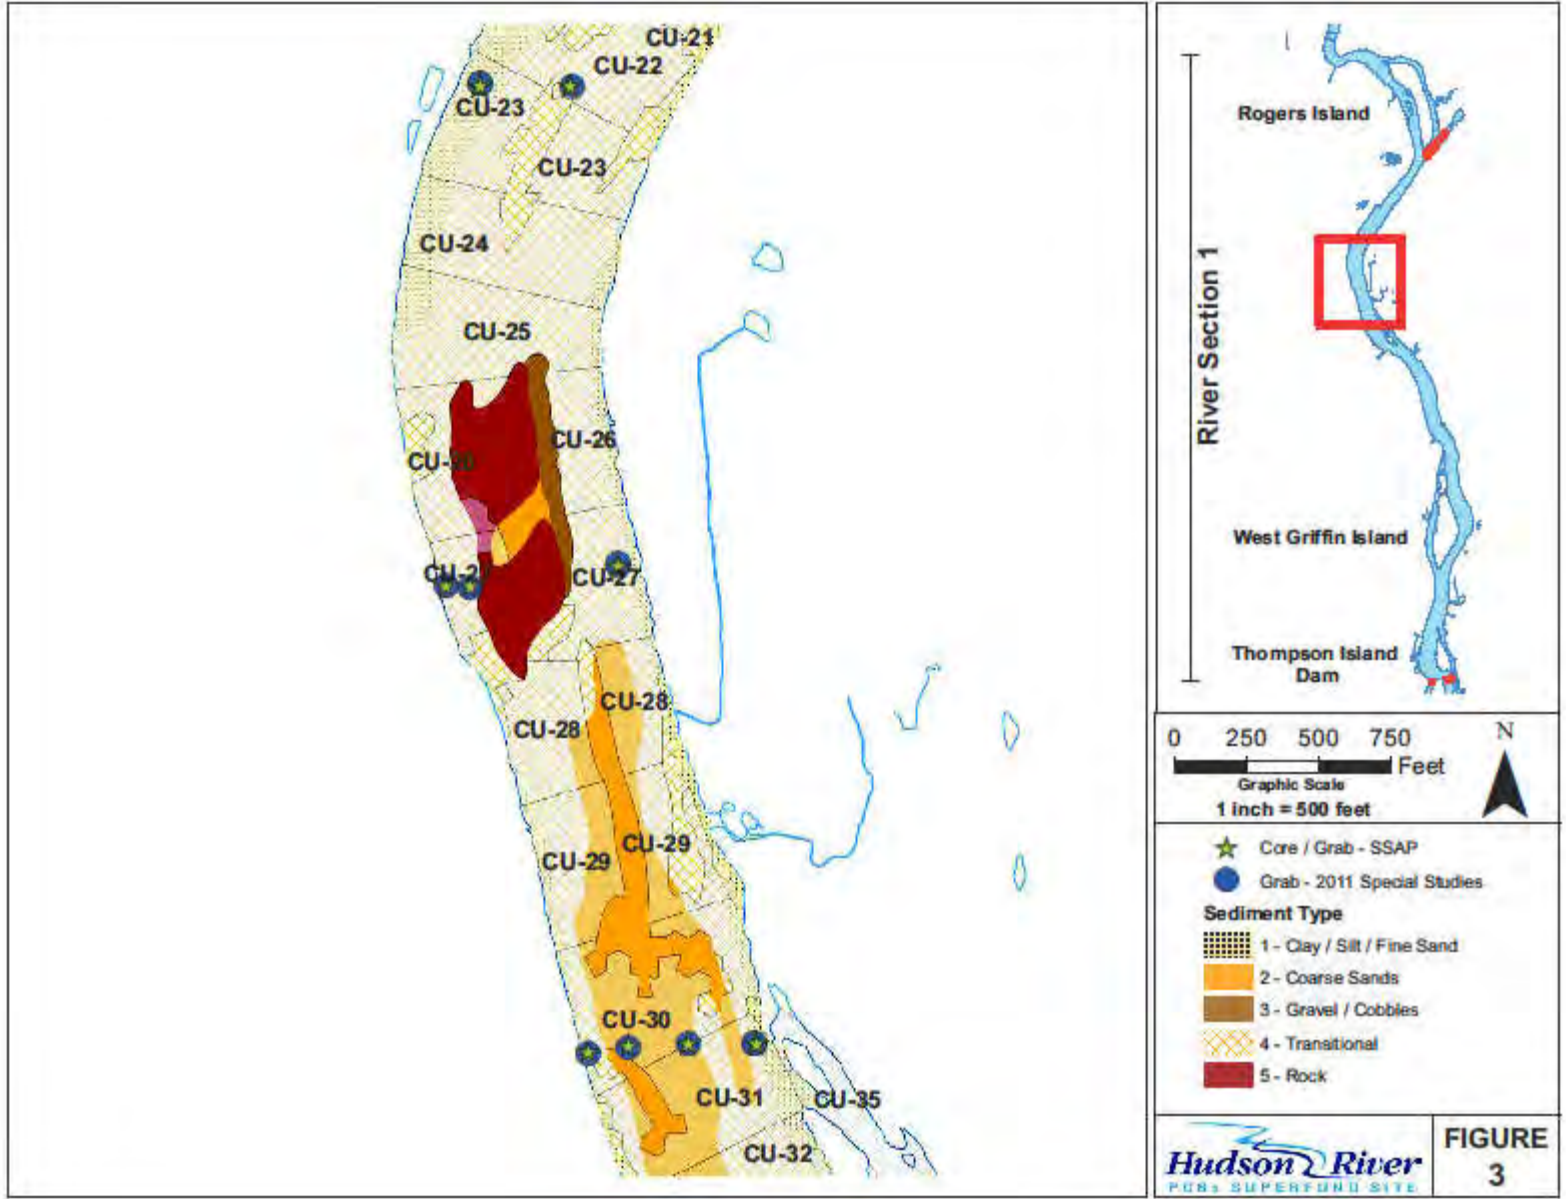 CU-21
CU-22
CU-23
CU-23
CU-24
CU-25
CU-26
CU-26
CU-27
CU-27
CU-28
CU-28
CU-29
CU-29
CU-30
CU-31
CU-35
CU-32
River Section 1
Rogers Island
West Griffin Island
Thompson Island
Dam
0 250 500 750
Feet
Graphic Scale
1 inch = 500 feet
N
Core / Grab - SSAP
Grab - 2011 Special Studies
Sediment Type
1 - Clay / Silt / Fine Sand
2 - Coarse Sands
3 - Gravel / Cobbles
4 - Transitional
5 - Rock
Hudson River
PCBs SUPERFUND SITE
FIGURE
3